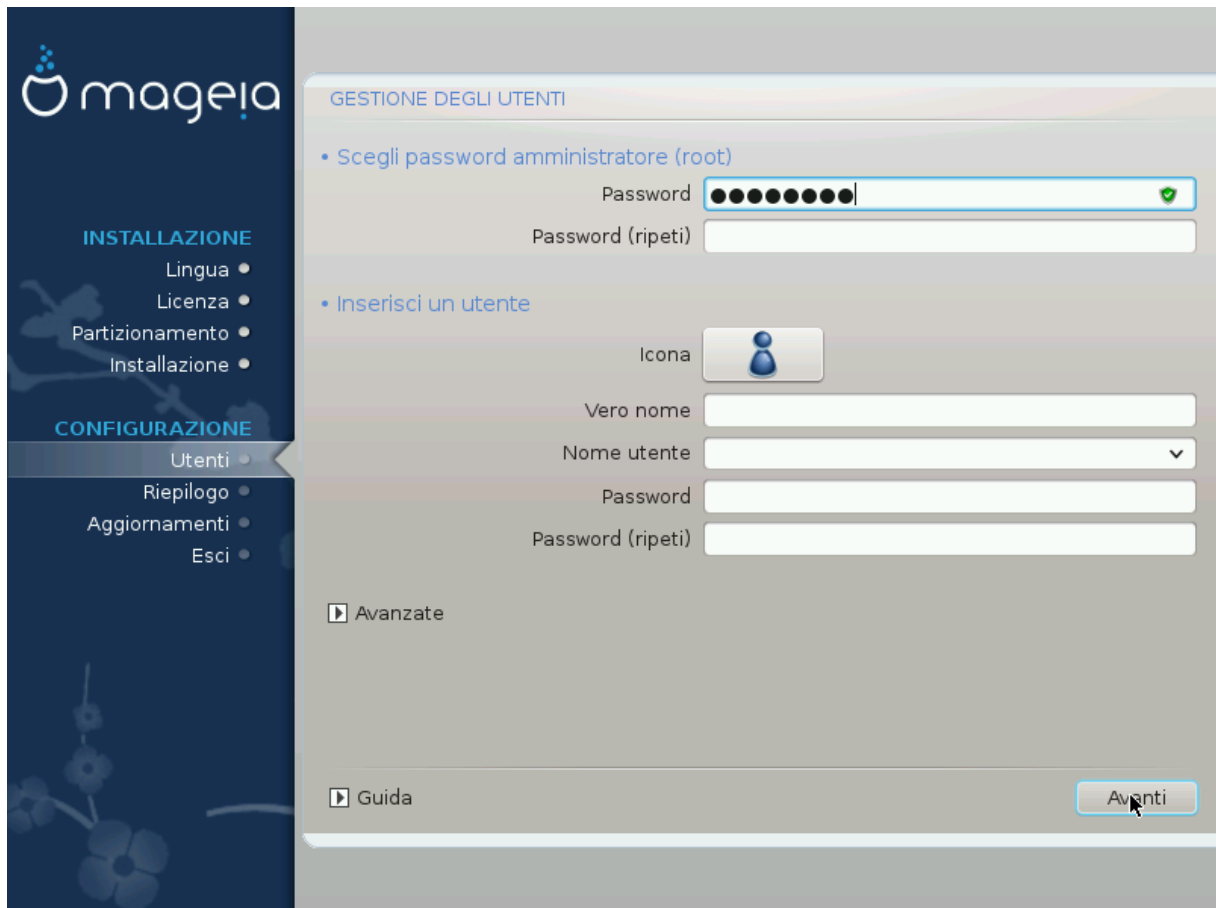 mageia
INSTALLAZIONE
Lingua
Licenza
Partizionamento
Installazione
CONFIGURAZIONE
Utenti
Riepilogo
Aggiornamenti
Esci
GESTIONE DEGLI UTENTI
• Scegli password amministratore (root)
Password ●●●●●●●●
Password (ripeti)
• Inserisci un utente
Icona
Vero nome
Nome utente
Password
Password (ripeti)
Avanzate
Guida
Avanti